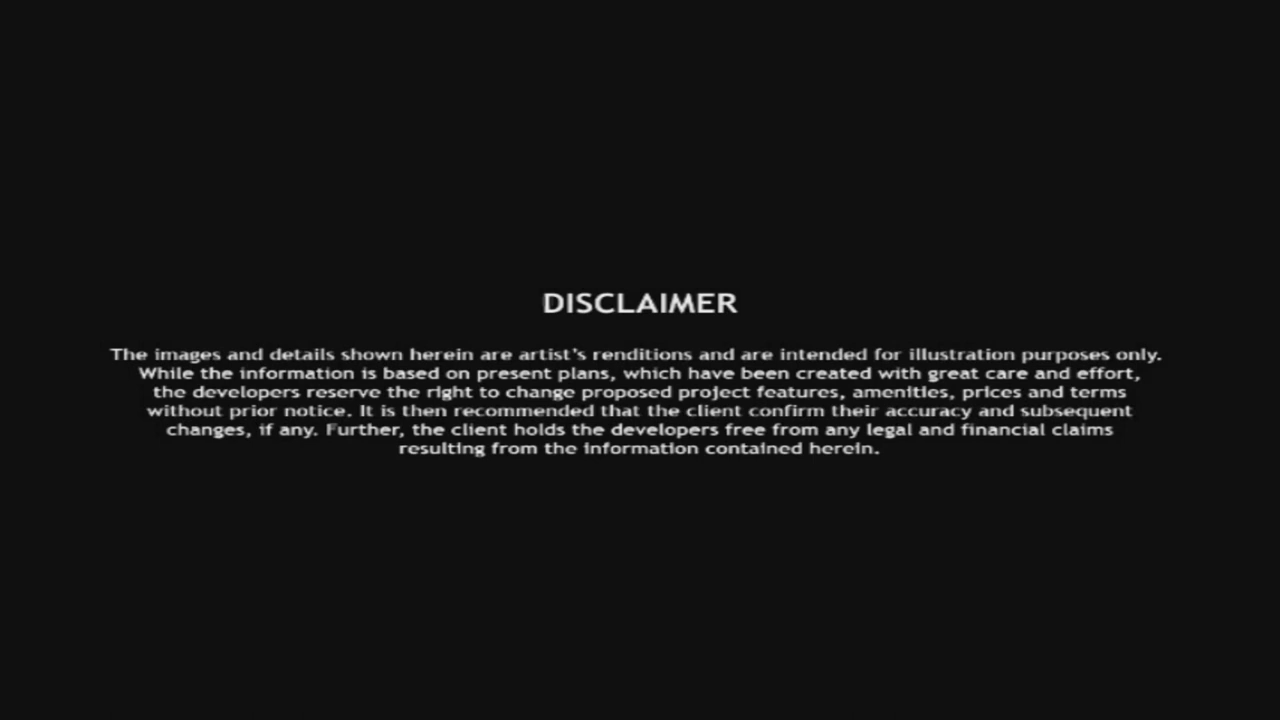 DISCLAIMER
The images and details shown herein are artist's renditions and are intended for illustration purposes only.
While the information is based on present plans, which have been created with great care and effort,
the developers reserve the right to change proposed project features, amenities, prices and terms
without prior notice. It is then recommended that the client confirm their accuracy and subsequent
changes, if any. Further, the client holds the developers free from any legal and financial claims
resulting from the information contained herein.